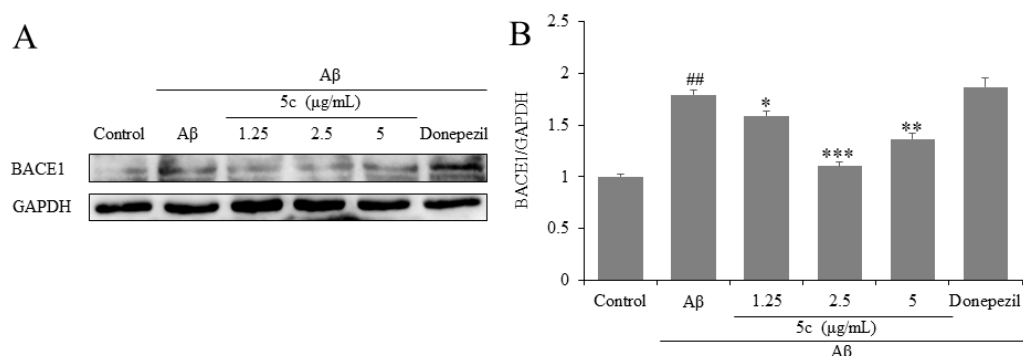 A
Aβ
5c (μg/mL)
Control Aβ 1.25 2.5 5 Donepezil
BACE1
GAPDH
B
BACE1/GAPDH
2.5
2
1.5
1
0.5
0
##
*
***
**
Control Aβ 1.25 2.5 5 Donepezil
5c (μg/mL)
Aβ